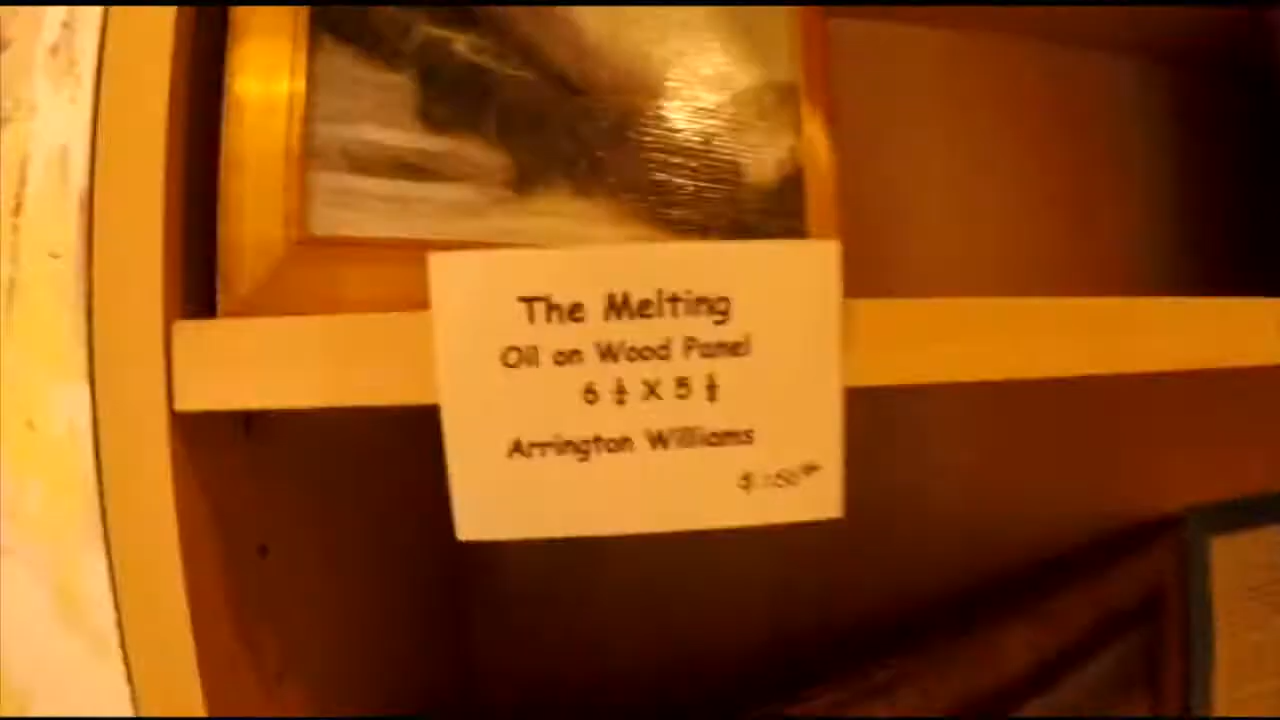 The Melting
Oil on Wood Panel
6 ½ X 5 ½
Arrington Williams